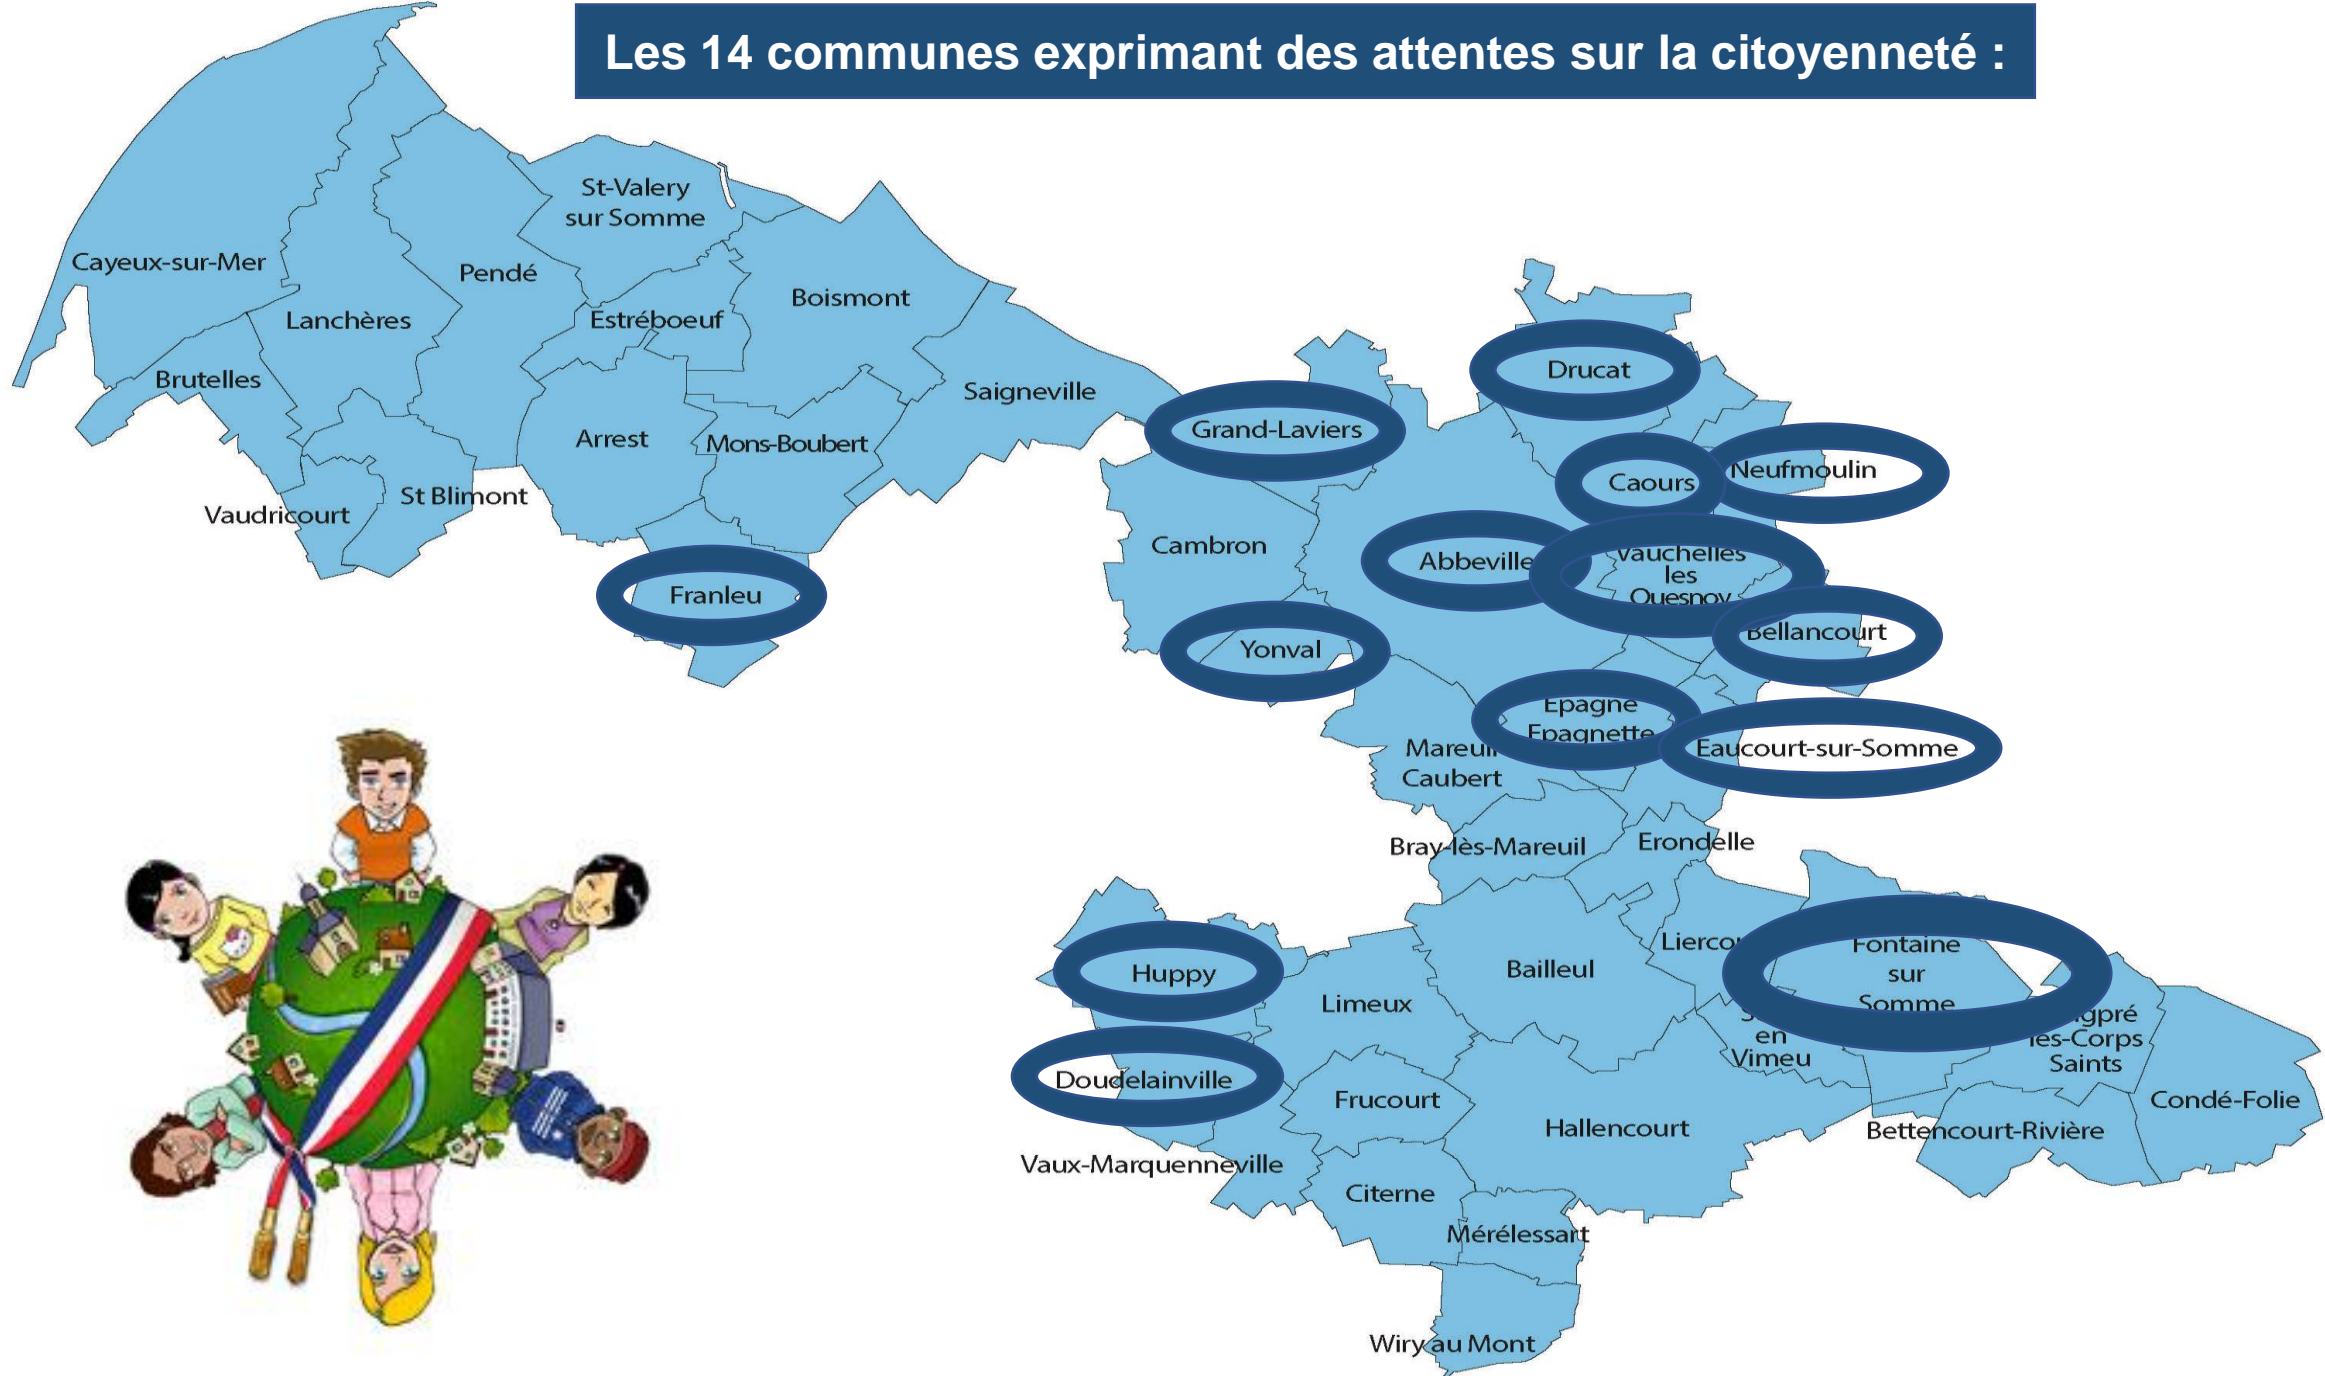 Les 14 communes exprimant des attentes sur la citoyenneté :
St-Valery
sur Somme
Cayeux-sur-Mer
Pendé
Boismont
Lanchères
Estréboeuf
Brutelles
Saigneville
Arrest
Mons-Boubert
St Blimont
Vaudricourt
Franleu
Drucat
Grand-Laviers
Neufmoulin
Caours
Cambron
Abbeville
Vauchelles
les
Quesnoy
Bellancourt
Yonval
Epagne
Epagnette
Eaucourt-sur-Somme
Mareuil
Caubert
Bray-lès-Mareuil
Erondelle
Huppy
Limeux
Bailleul
Fontaine
sur
Somme
en
Vimeu
les-Corps
Saints
Doudelainville
Frucourt
Hallencourt
Condé-Folie
Bettencourt-Rivière
Vaux-Marquenneville
Citerne
Mérélessart
Wiry au Mont